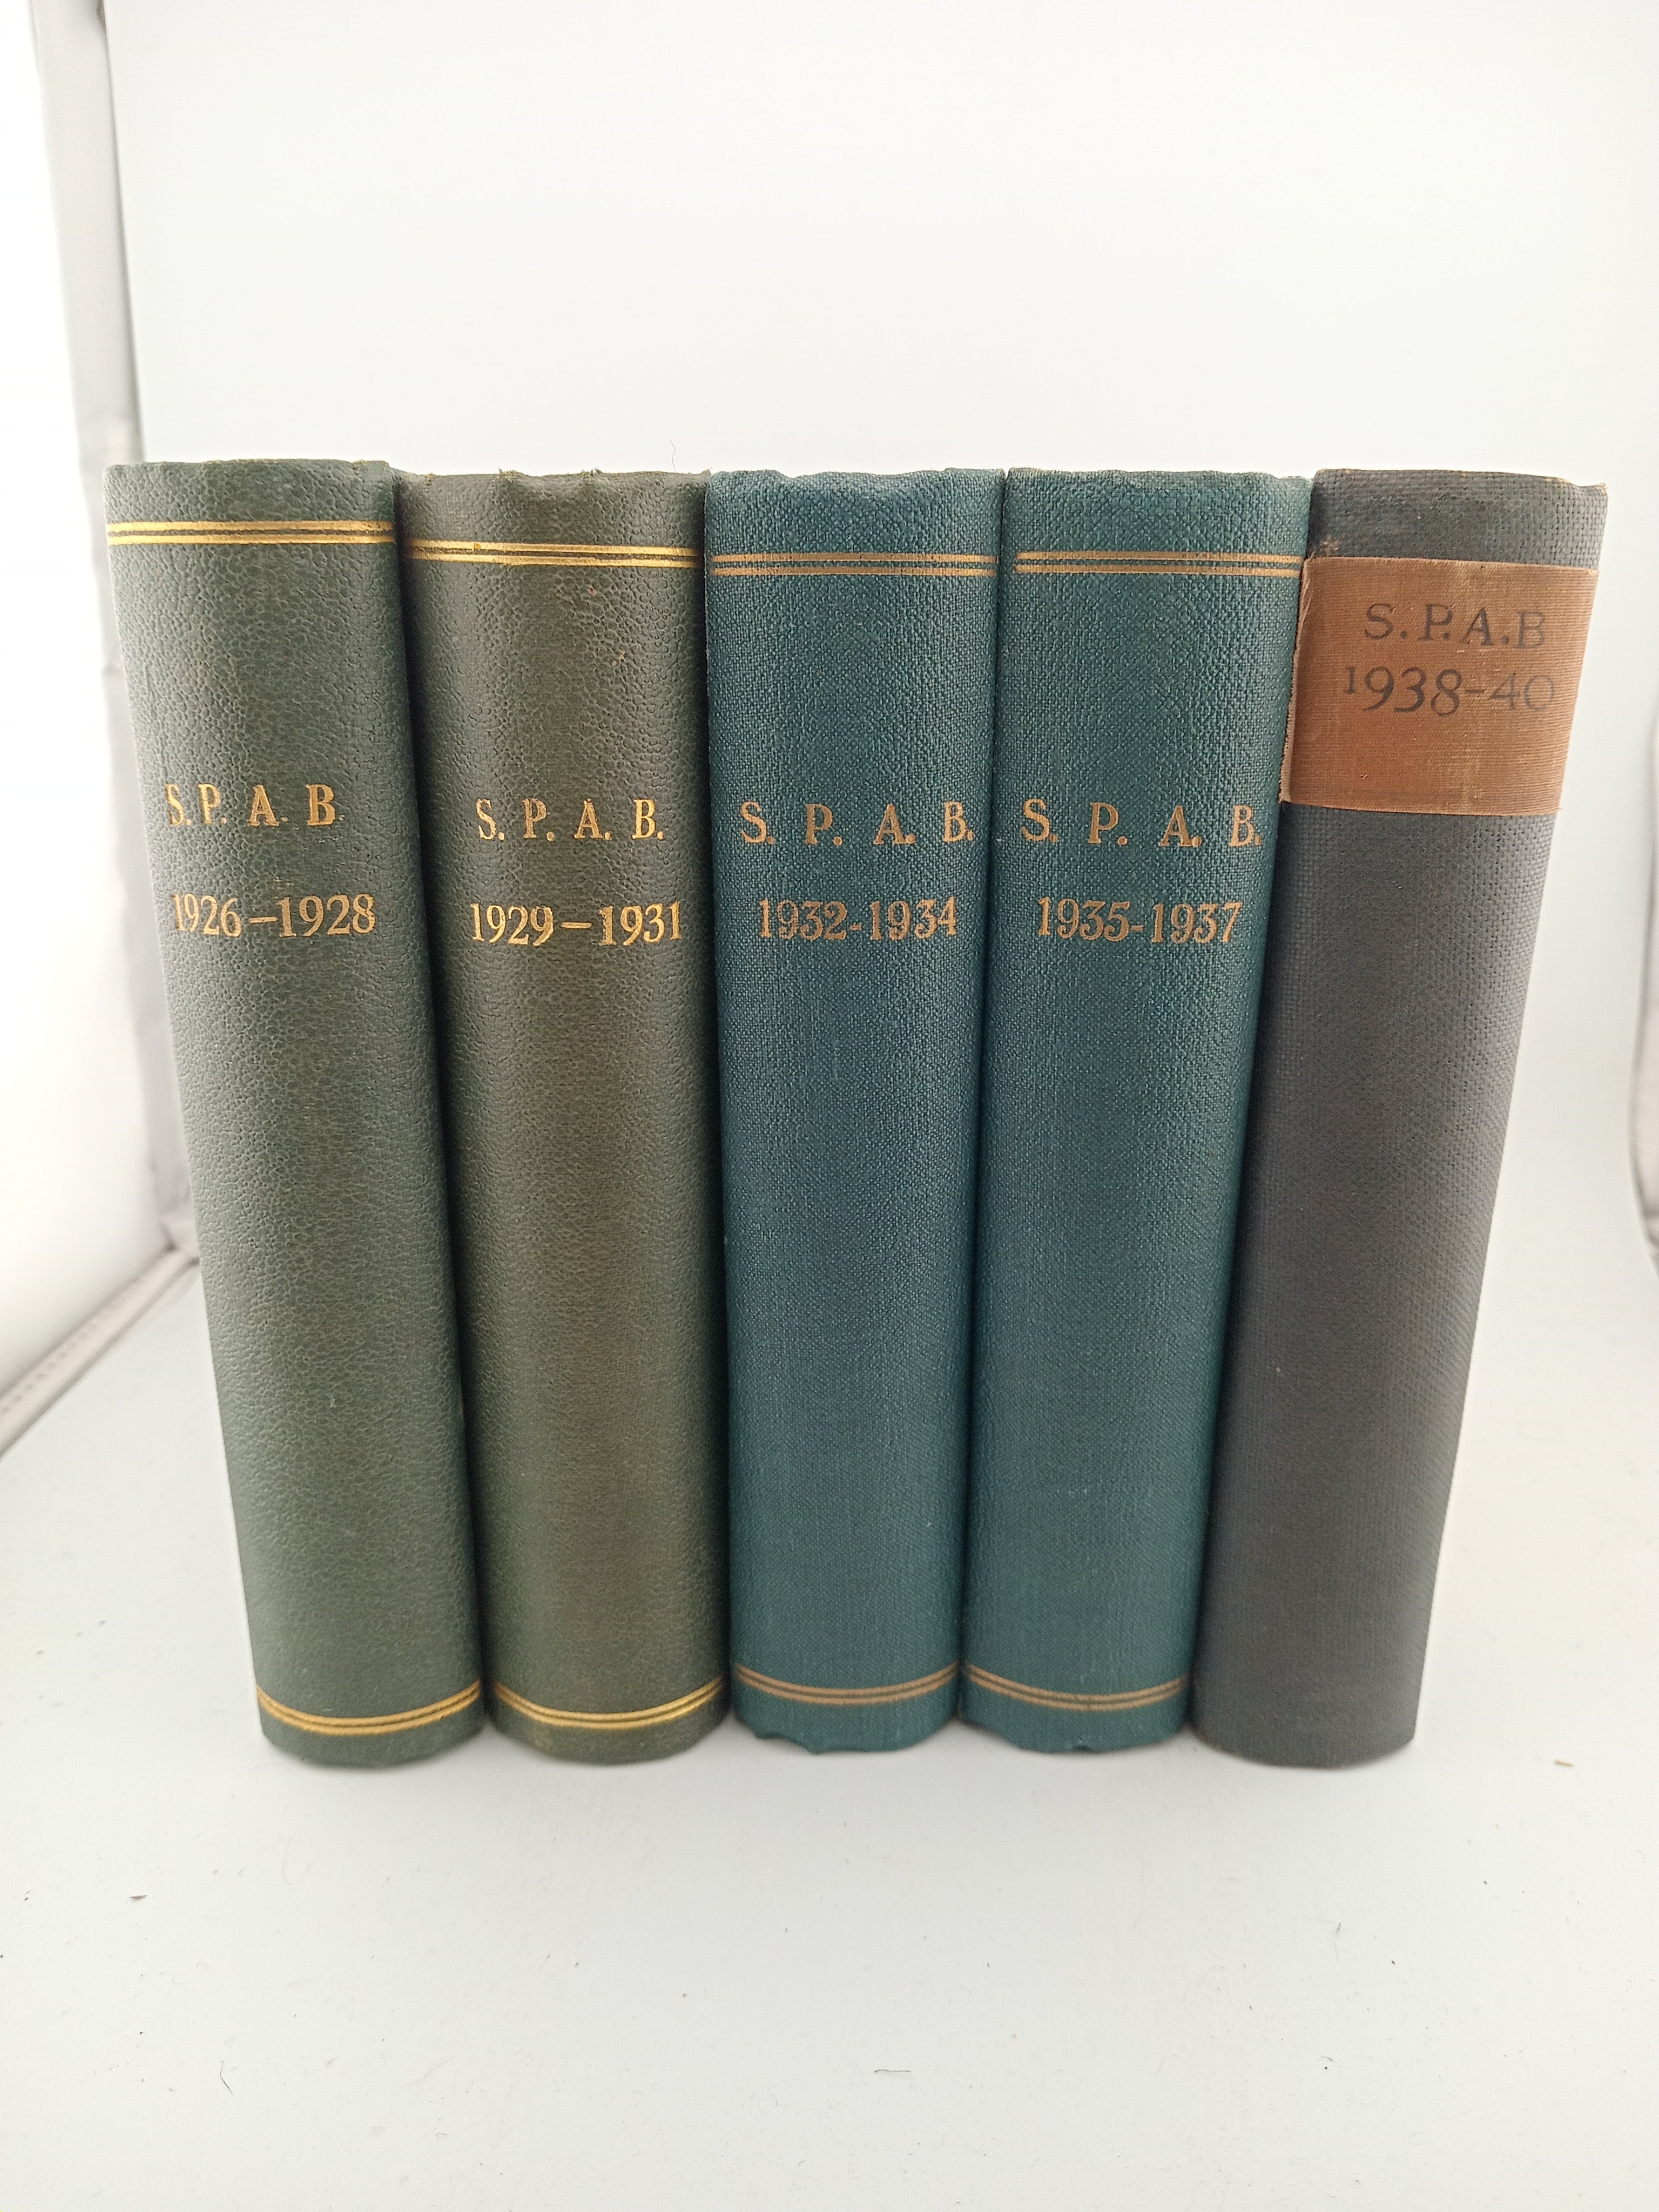 S. P. A. B
1926–1928
S. P. A. B.
1929–1931
S. P. A. B.
1932-1934
S. P. A. B.
1935-1937
S.P.A.B
1938-40